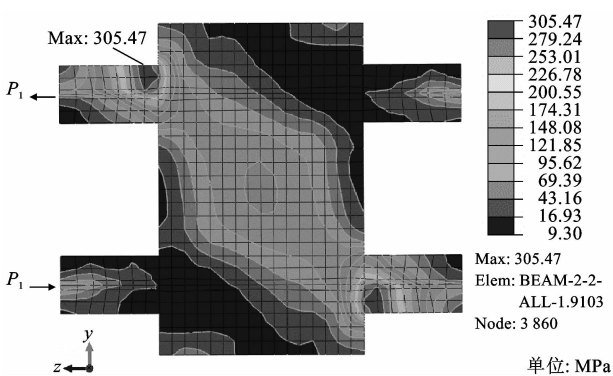 Max: 305.47
P1
P1
y
z
305.47
279.24
253.01
226.78
200.55
174.31
148.08
121.85
95.62
69.39
43.16
16.93
9.30
Max: 305.47
Elem: BEAM-2-2-
ALL-1.9103
Node: 3 860
单位: MPa